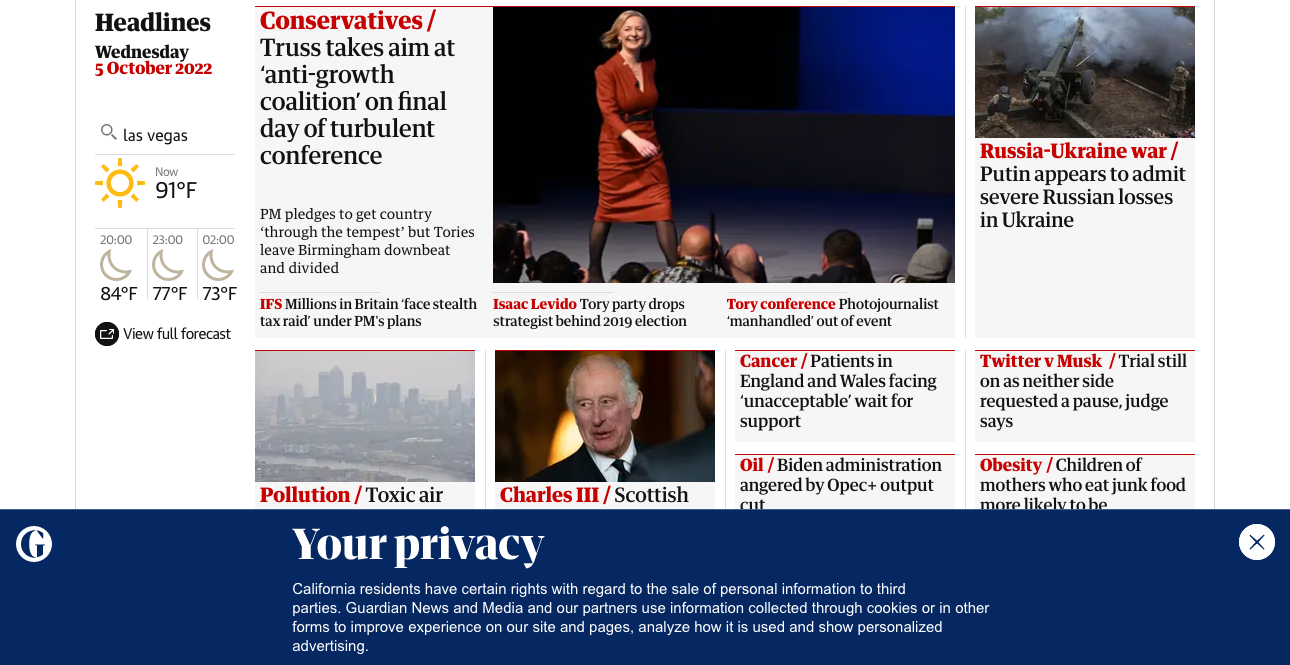 Headlines
Wednesday
5 October 2022
las vegas
Now
91°F
20:00
23:00
02:00
84°F
77°F
73°F
View full forecast
Conservatives /
Truss takes aim at
‘anti-growth
coalition’ on final
day of turbulent
conference
PM pledges to get country
‘through the tempest’ but Tories
leave Birmingham downbeat
and divided
IFS Millions in Britain ‘face stealth
tax raid’ under PM's plans
Isaac Levido Tory party drops
strategist behind 2019 election
Tory conference Photojournalist
‘manhandled’ out of event
Russia-Ukraine war /
Putin appears to admit
severe Russian losses
in Ukraine
Pollution / Toxic air
Charles III / Scottish
Cancer / Patients in
England and Wales facing
‘unacceptable’ wait for
support
Oil / Biden administration
angered by Opec+ output
cut
Twitter v Musk / Trial still
on as neither side
requested a pause, judge
says
Obesity / Children of
mothers who eat junk food
more likely to be
G
Your privacy
California residents have certain rights with regard to the sale of personal information to third
parties. Guardian News and Media and our partners use information collected through cookies or in other
forms to improve experience on our site and pages, analyze how it is used and show personalized
advertising.